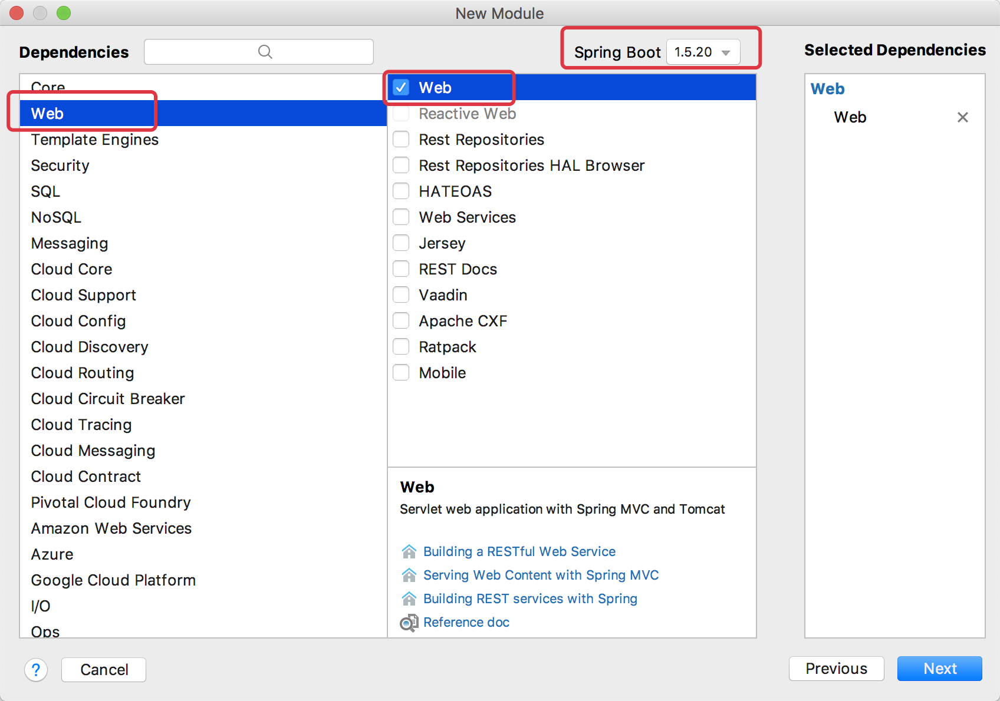 New Module
Dependencies
Spring Boot 1.5.20
Selected Dependencies
Core
Web
Template Engines
Security
SQL
NoSQL
Messaging
Cloud Core
Cloud Support
Cloud Config
Cloud Discovery
Cloud Routing
Cloud Circuit Breaker
Cloud Tracing
Cloud Messaging
Cloud Contract
Pivotal Cloud Foundry
Amazon Web Services
Azure
Google Cloud Platform
I/O
Ops
Web
Reactive Web
Rest Repositories
Rest Repositories HAL Browser
HATEOAS
Web Services
Jersey
REST Docs
Vaadin
Apache CXF
Ratpack
Mobile
Web
Servlet web application with Spring MVC and Tomcat
Building a RESTful Web Service
Serving Web Content with Spring MVC
Building REST services with Spring
Reference doc
Web
Web
?
Cancel
Previous
Next